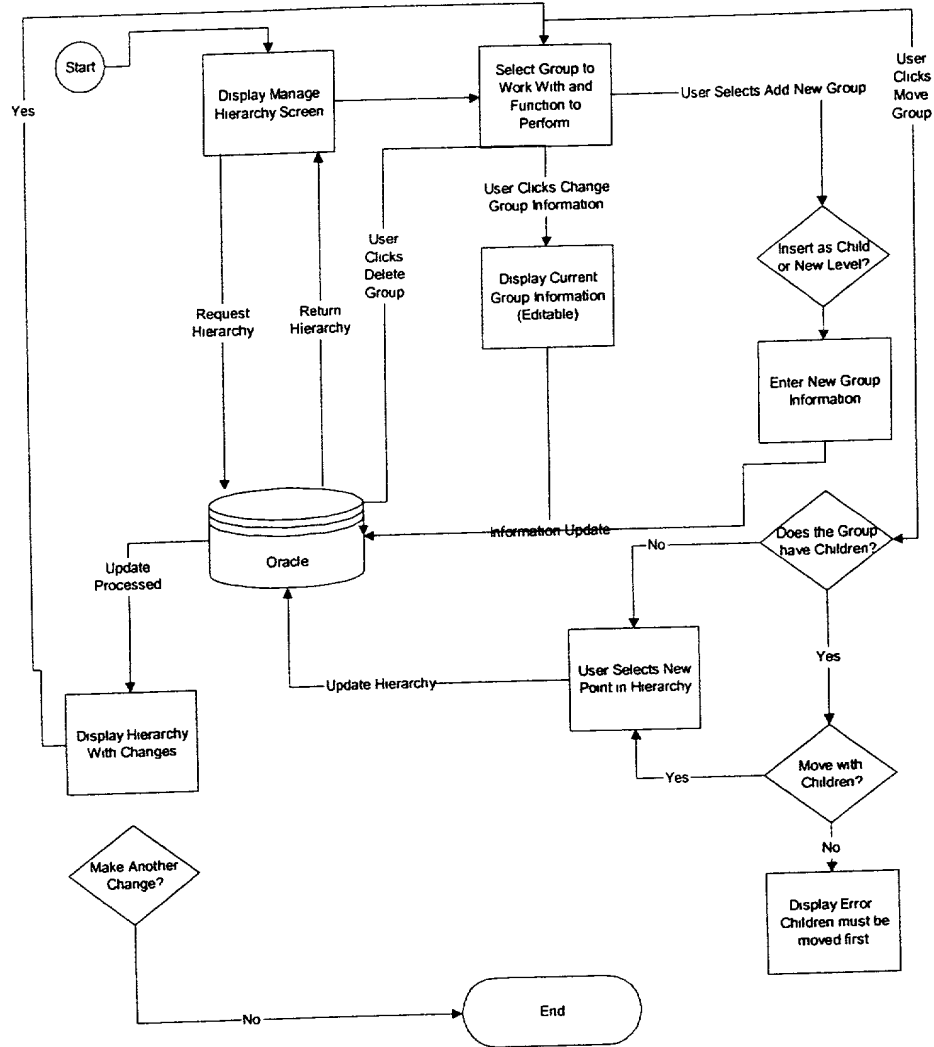 Start
Yes
Display Manage
Hierarchy Screen
Select Group to
Work With and
Function to
Perform
User Selects Add New Group
User
Clicks
Move
Group
User Clicks Change
Group Information
User
Clicks
Delete
Group
Insert as Child
or New Level?
Display Current
Group Information
(Editable)
Request
Hierarchy
Return
Hierarchy
Enter New Group
Information
Information Update
Oracle
No
Does the Group
have Children?
Update
Processed
Yes
User Selects New
Point in Hierarchy
Update Hierarchy
Display Hierarchy
With Changes
Move with
Children?
Yes
No
Make Another
Change?
Display Error
Children must be
moved first
No
End